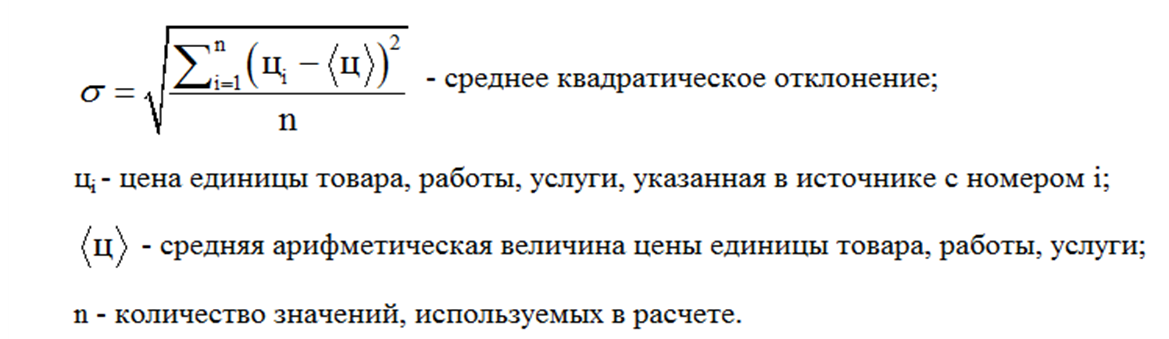 σ = √(∑ⁿᵢ₌₁(цᵢ − ⟨ц⟩)² / n) - среднее квадратическое отклонение;
цᵢ - цена единицы товара, работы, услуги, указанная в источнике с номером i;
⟨ц⟩ - средняя арифметическая величина цены единицы товара, работы, услуги;
n - количество значений, используемых в расчете.